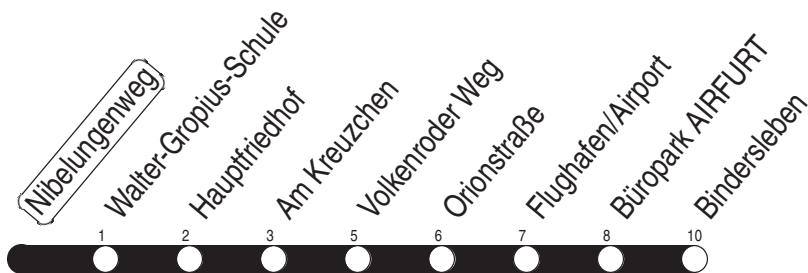 Nibelungenweg
Walter-Gropius-Schule
Hauptfriedhof
Am Kreuzchen
Volkenroder Weg
Orionstraße
Flughafen/Airport
Büropark AIRFURT
Bindersleben
1 2 3 5 6 7 8 10